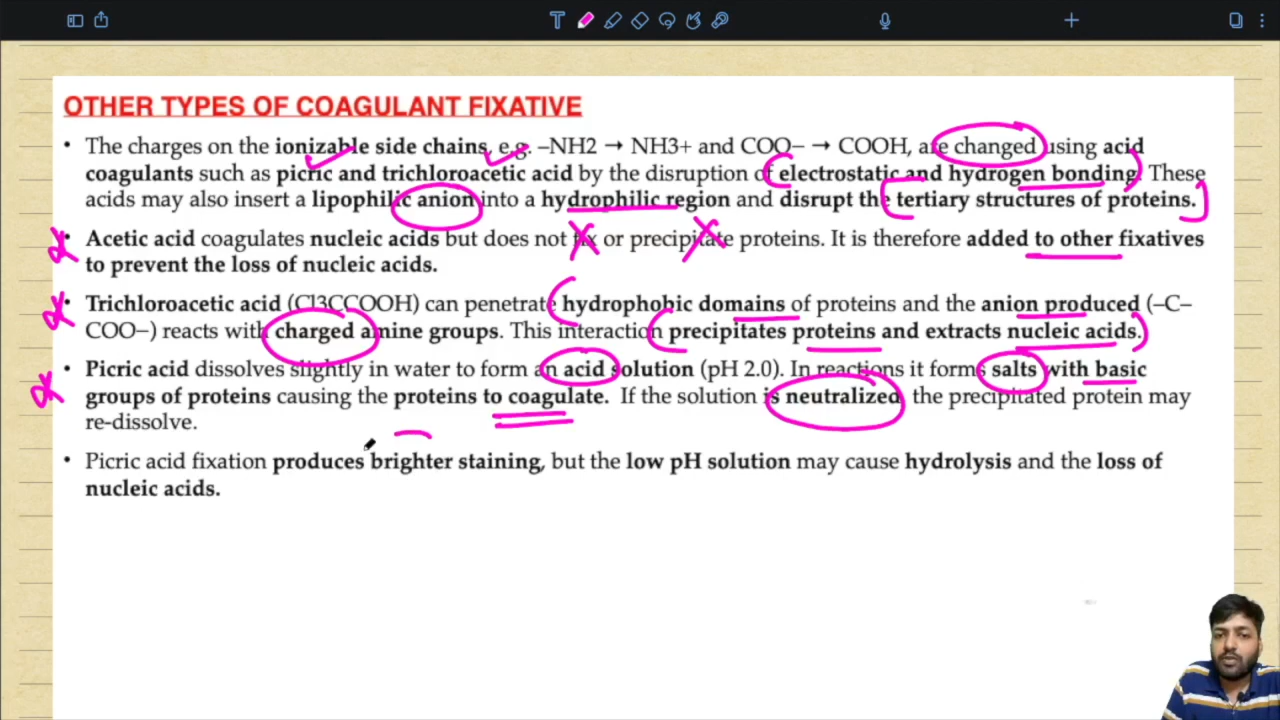 OTHER TYPES OF COAGULANT FIXATIVE
• The charges on the ionizable side chains, e.g. –NH2 → NH3+ and COO– → COOH, are changed using acid
coagulants such as picric and trichloroacetic acid by the disruption of electrostatic and hydrogen bonding. These
acids may also insert a lipophilic anion into a hydrophilic region and disrupt the tertiary structures of proteins.
• Acetic acid coagulates nucleic acids but does not fix or precipitate proteins. It is therefore added to other fixatives
to prevent the loss of nucleic acids.
• Trichloroacetic acid (Cl3CCOOH) can penetrate hydrophobic domains of proteins and the anion produced (–C–
COO–) reacts with charged amine groups. This interaction precipitates proteins and extracts nucleic acids.
• Picric acid dissolves slightly in water to form an acid solution (pH 2.0). In reactions it forms salts with basic
groups of proteins causing the proteins to coagulate. If the solution is neutralized, the precipitated protein may
re-dissolve.
• Picric acid fixation produces brighter staining, but the low pH solution may cause hydrolysis and the loss of
nucleic acids.